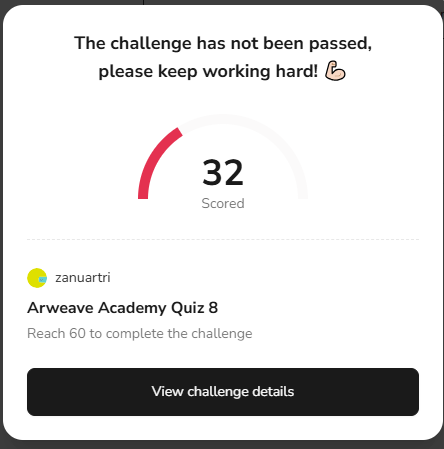 The challenge has not been passed,
please keep working hard! 💪🏻
32
Scored
zanuartri
Arweave Academy Quiz 8
Reach 60 to complete the challenge
View challenge details